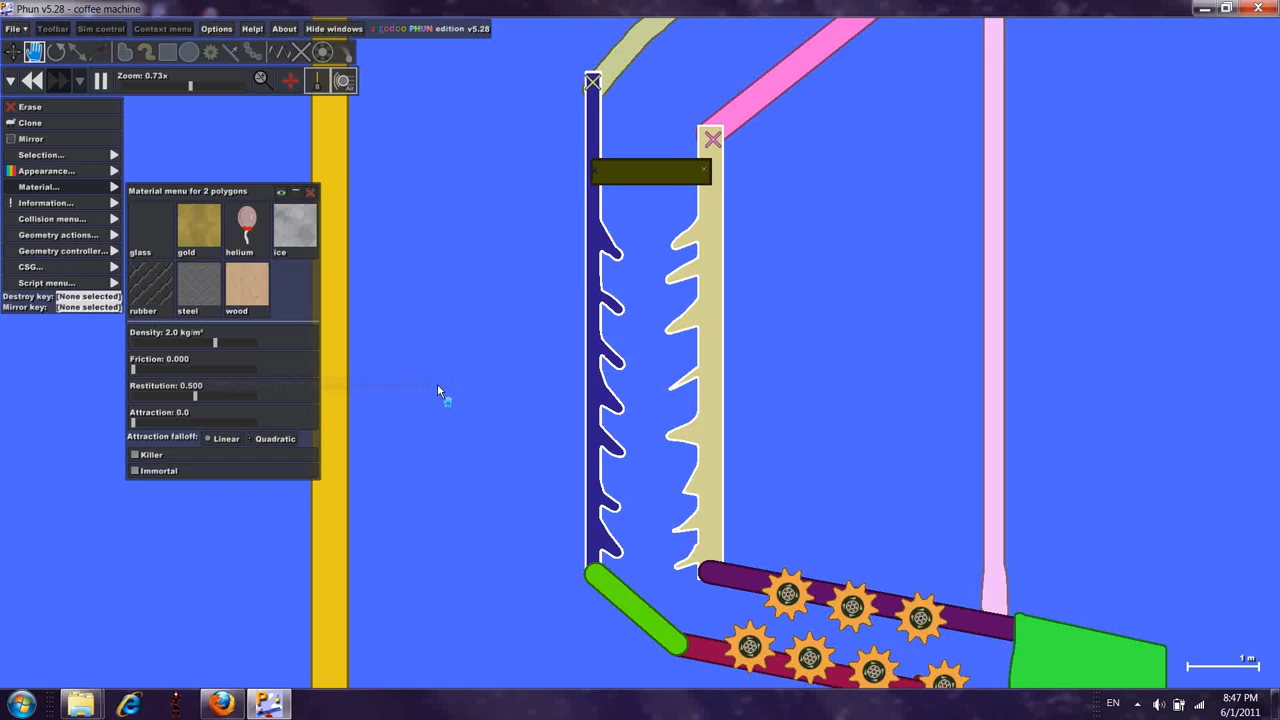 Phun v5.28 - coffee machine
File Toolbar Sim control Context menu Options Help! About Hide windows algodoo PHUN edition v5.28
Zoom: 0.73x
Air
Erase
Clone
Mirror
Selection...
Appearance...
Material...
Information...
Collision menu...
Geometry actions...
Geometry controller...
CSG...
Script menu...
Destroy key: [None selected]
Mirror key: [None selected]
Material menu for 2 polygons
glass gold helium ice
rubber steel wood
Density: 2.0 kg/m²
Friction: 0.000
Restitution: 0.500
Attraction: 0.0
Attraction falloff: Linear Quadratic
Killer
Immortal
1 m
EN
8:47 PM
6/1/2011